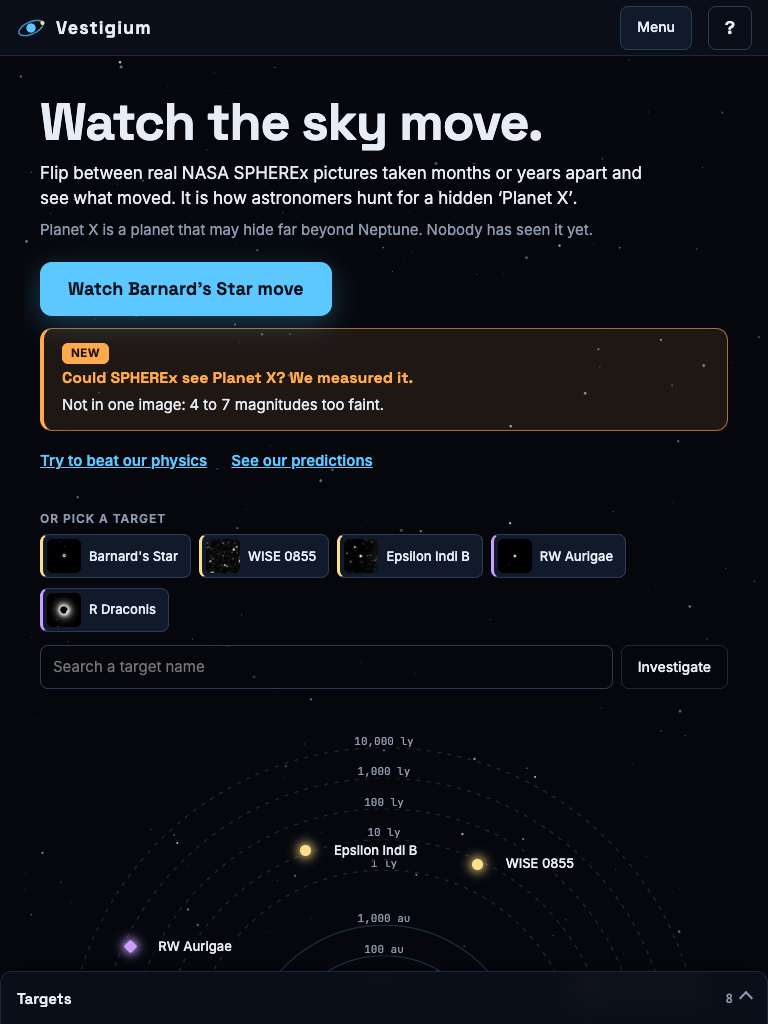 Vestigium
Menu
?
Watch the sky move.
Flip between real NASA SPHEREx pictures taken months or years apart and
see what moved. It is how astronomers hunt for a hidden ‘Planet X’.
Planet X is a planet that may hide far beyond Neptune. Nobody has seen it yet.
Watch Barnard’s Star move
NEW
Could SPHEREx see Planet X? We measured it.
Not in one image: 4 to 7 magnitudes too faint.
Try to beat our physics
See our predictions
OR PICK A TARGET
Barnard's Star
WISE 0855
Epsilon Indi B
RW Aurigae
R Draconis
Search a target name
Investigate
10,000 ly
1,000 ly
100 ly
10 ly
Epsilon Indi B
1 ly
WISE 0855
1,000 au
RW Aurigae
100 au
Targets
8